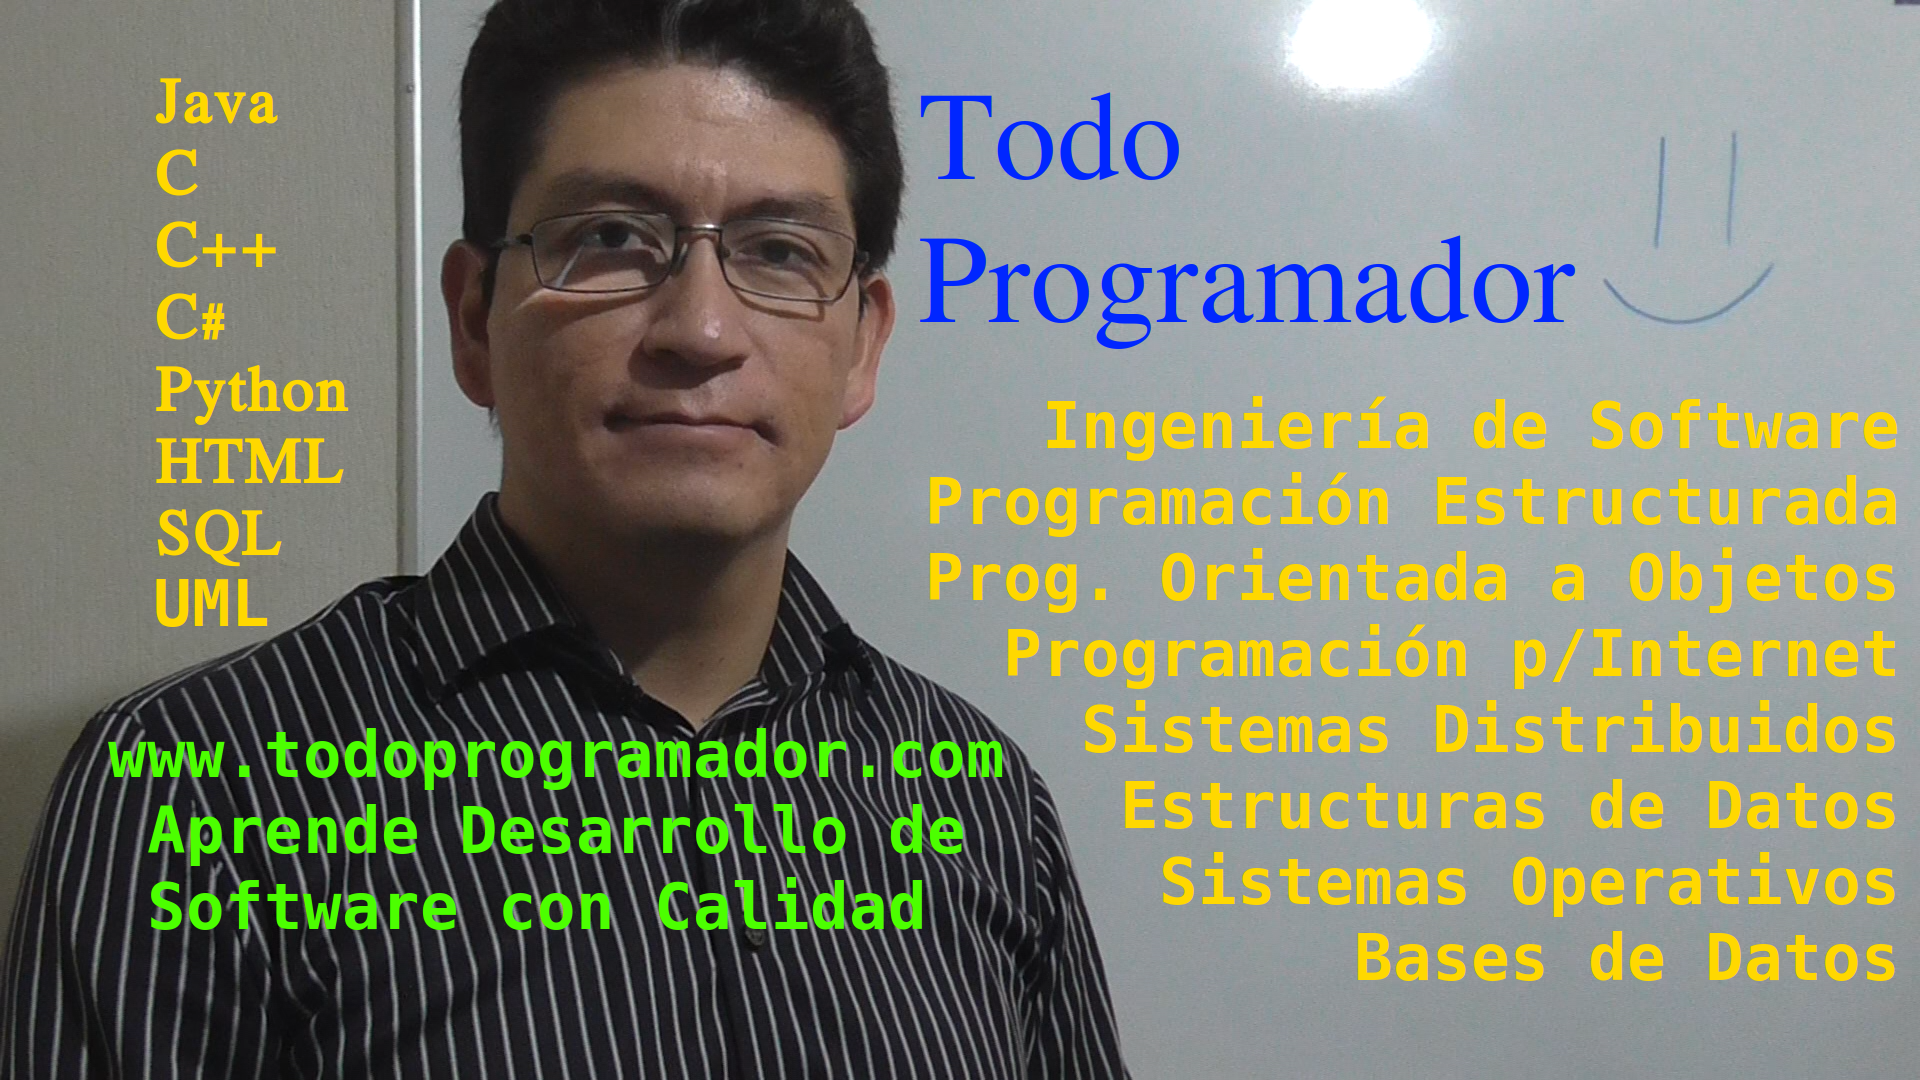 Java
C
C++
C#
Python
HTML
SQL
UML
Todo
Programador
Ingeniería de Software
Programación Estructurada
Prog. Orientada a Objetos
Programación p/Internet
Sistemas Distribuidos
Estructuras de Datos
Sistemas Operativos
Bases de Datos
www.todoprogramador.com
Aprende Desarrollo de
Software con Calidad